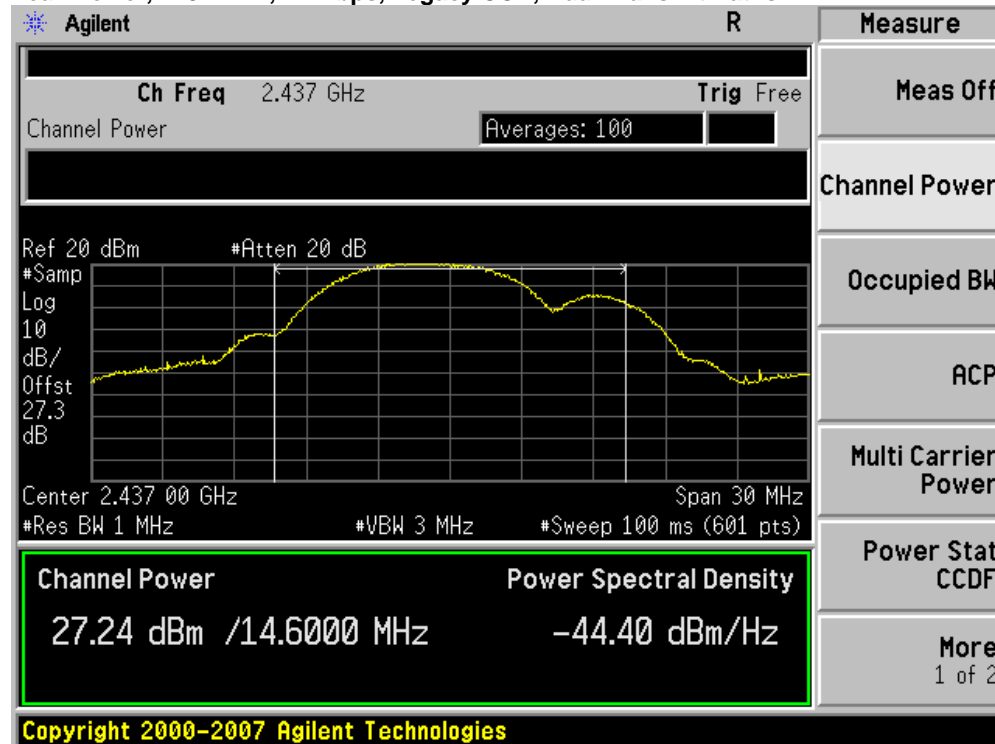 Agilent R Measure
Ch Freq 2.437 GHz Trig Free
Meas Off
Channel Power Averages: 100
Channel Power
Ref 20 dBm #Atten 20 dB
#Samp
Log
10
dB/
Offst
27.3
dB
Occupied BW
ACP
Multi Carrier
Power
Center 2.437 00 GHz Span 30 MHz
#Res BW 1 MHz #VBW 3 MHz #Sweep 100 ms (601 pts)
Power Stat
CCDF
Channel Power Power Spectral Density
27.24 dBm /14.6000 MHz -44.40 dBm/Hz
More
1 of 2
Copyright 2000-2007 Agilent Technologies